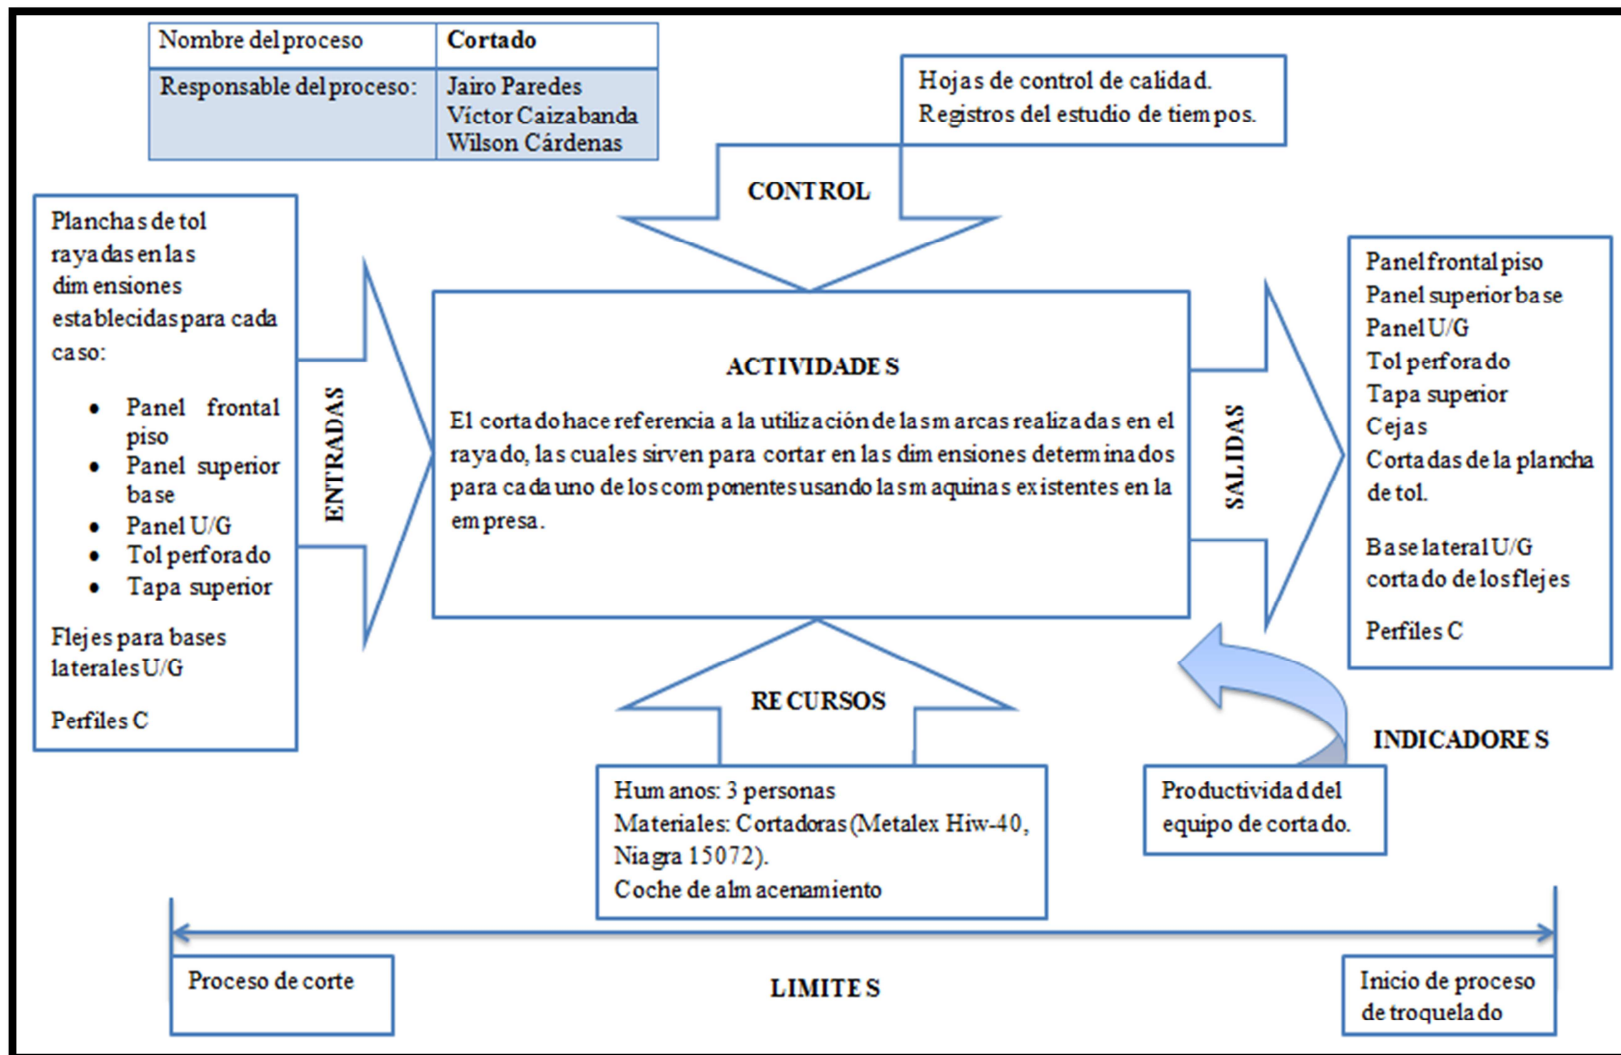 Nombre del proceso
Cortado
Responsable del proceso:
Jairo Paredes
Víctor Caizabanda
Wilson Cárdenas
Hojas de control de calidad.
Registros del estudio de tiempos.
CONTROL
Planchas de tol
rayadas en las
dimensiones
establecidas para cada
caso:
• Panel frontal
piso
• Panel superior
base
• Panel U/G
• Tol perforado
• Tapa superior
Flejes para bases
laterales U/G
Perfiles C
ENTRADAS
ACTIVIDADES
El cortado hace referencia a la utilización de las marcas realizadas en el
rayado, las cuales sirven para cortar en las dimensiones determinados
para cada uno de los componentes usando las maquinas existentes en la
empresa.
SALIDAS
Panel frontal piso
Panel superior base
Panel U/G
Tol perforado
Tapa superior
Cejas
Cortadas de la plancha
de tol.
Base lateral U/G
cortado de los flejes
Perfiles C
RECURSOS
Humanos: 3 personas
Materiales: Cortadoras (Metalex Hiw-40,
Niagra 15072).
Coche de almacenamiento
INDICADORES
Productividad del
equipo de cortado.
Proceso de corte
LIMITES
Inicio de proceso
de troquelado